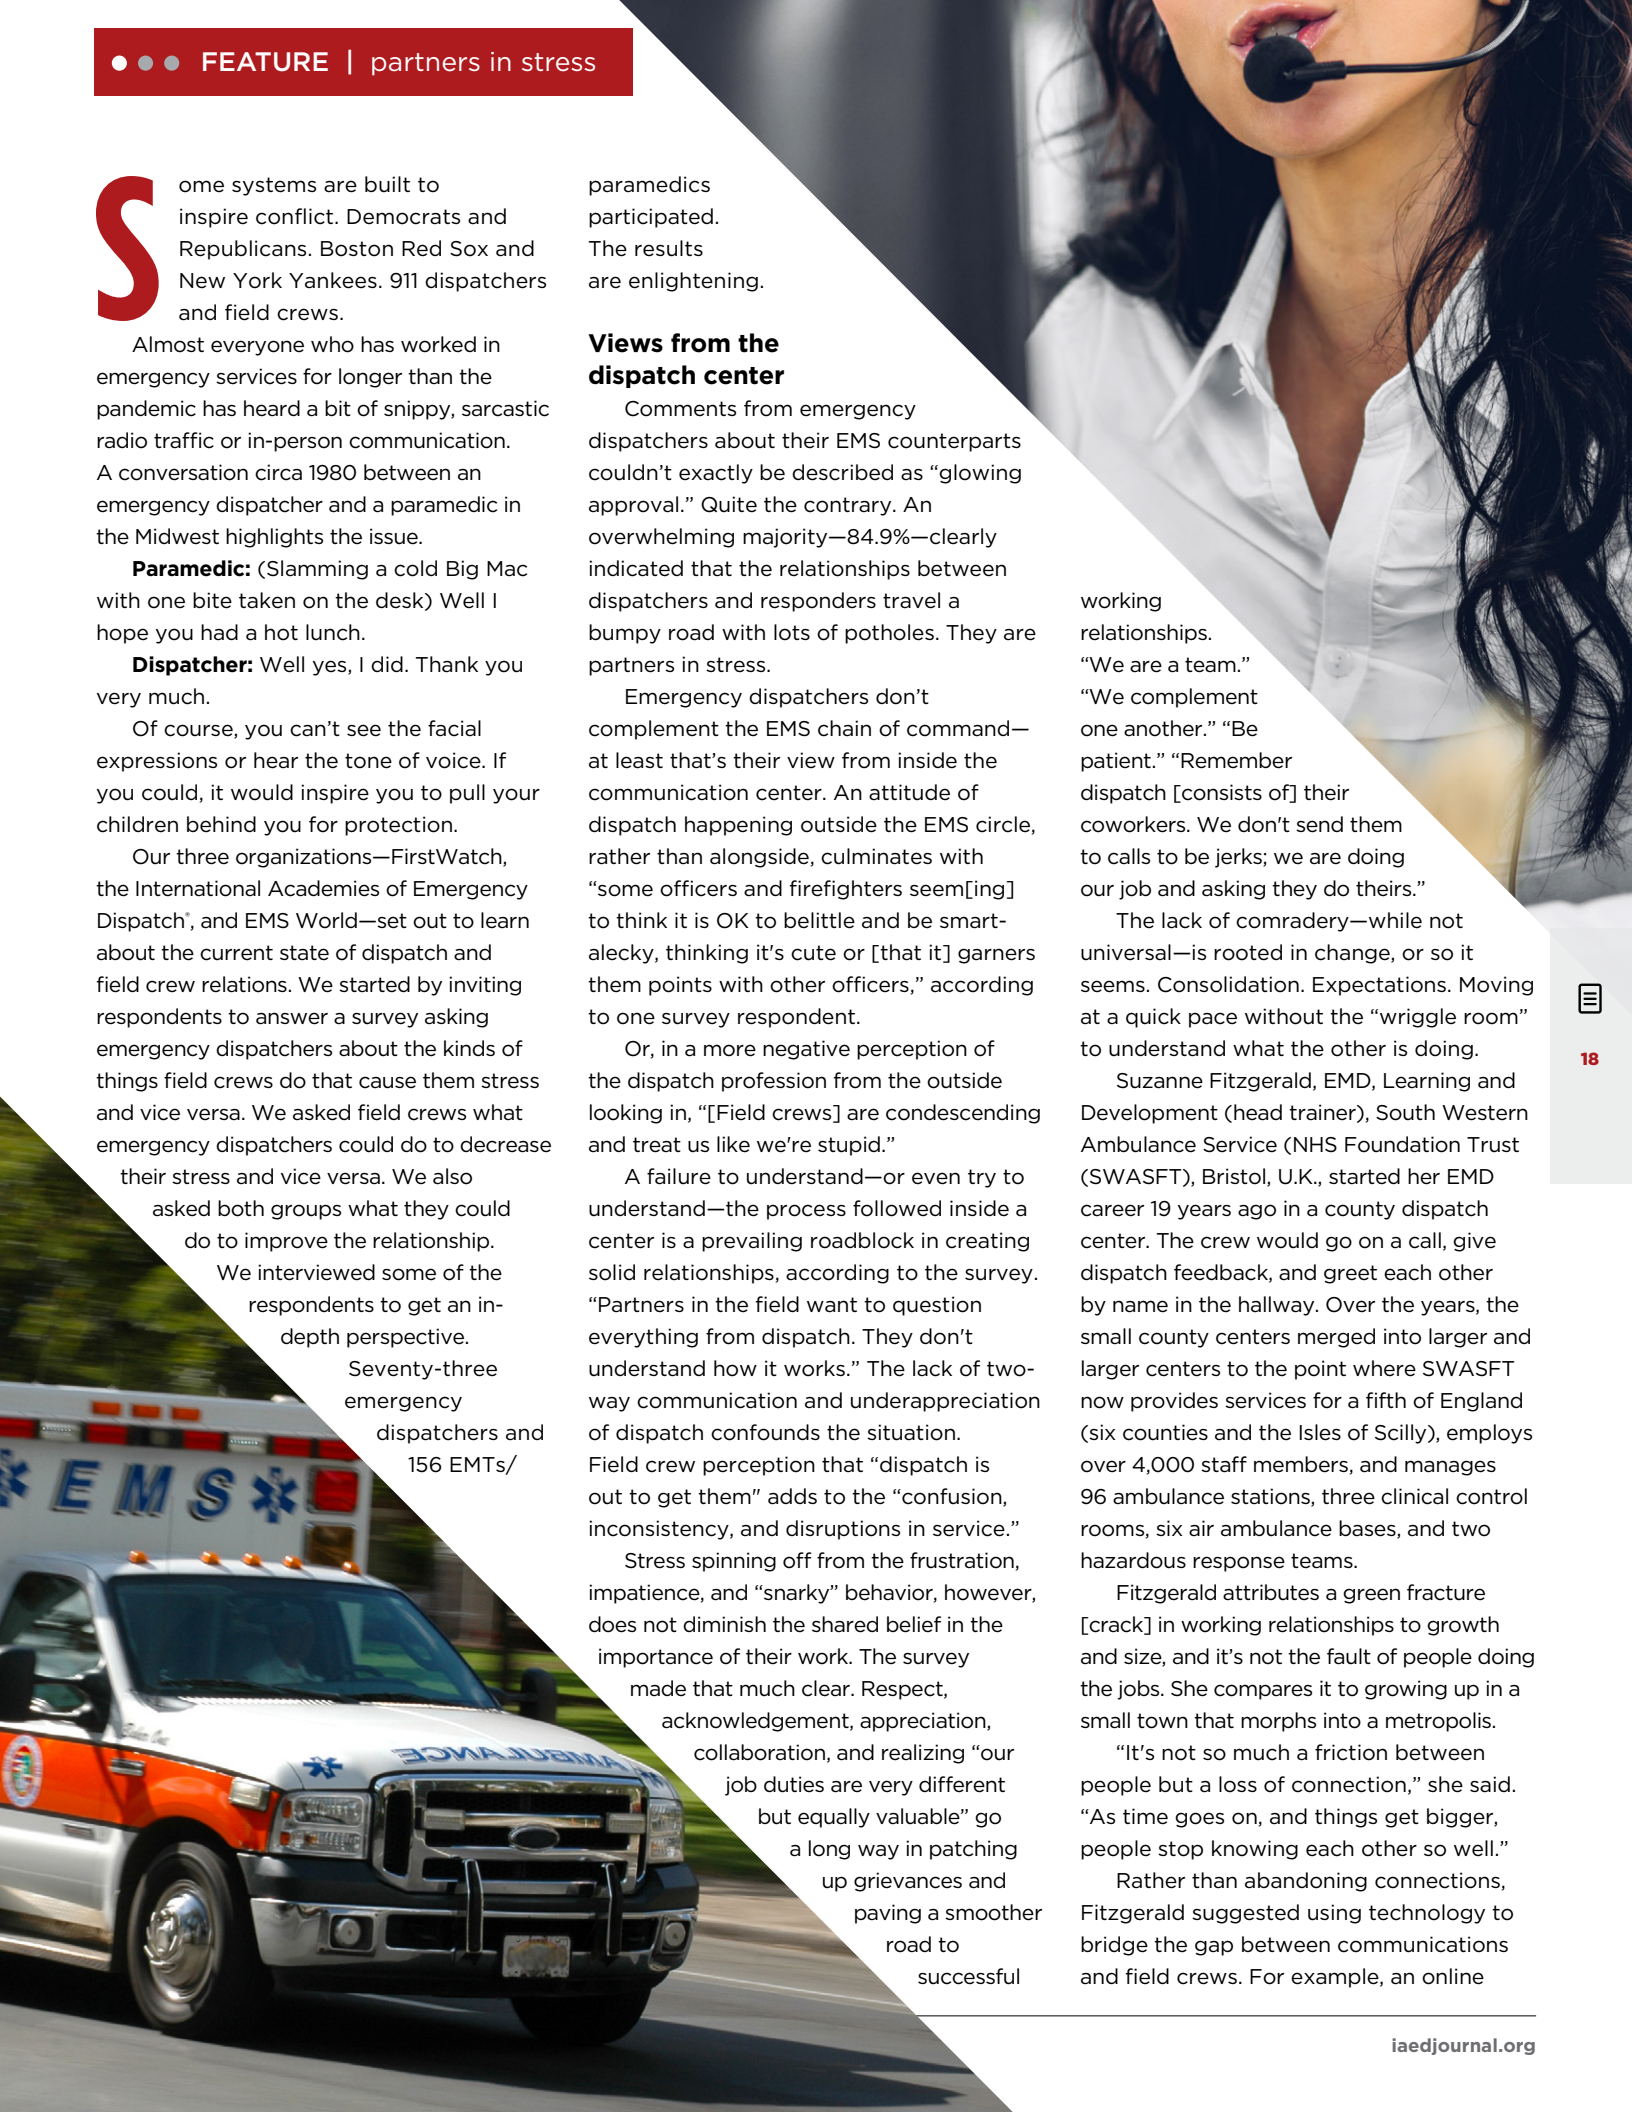 FEATURE | partners in stress
Some systems are built to
inspire conflict. Democrats and
Republicans. Boston Red Sox and
New York Yankees. 911 dispatchers
and field crews.
Almost everyone who has worked in
emergency services for longer than the
pandemic has heard a bit of snippy, sarcastic
radio traffic or in-person communication.
A conversation circa 1980 between an
emergency dispatcher and a paramedic in
the Midwest highlights the issue.
Paramedic: (Slamming a cold Big Mac
with one bite taken on the desk) Well I
hope you had a hot lunch.
Dispatcher: Well yes, I did. Thank you
very much.
Of course, you can’t see the facial
expressions or hear the tone of voice. If
you could, it would inspire you to pull your
children behind you for protection.
Our three organizations—FirstWatch,
the International Academies of Emergency
Dispatch®, and EMS World—set out to learn
about the current state of dispatch and
field crew relations. We started by inviting
respondents to answer a survey asking
emergency dispatchers about the kinds of
things field crews do that cause them stress
and vice versa. We asked field crews what
emergency dispatchers could do to decrease
their stress and vice versa. We also
asked both groups what they could
do to improve the relationship.
We interviewed some of the
respondents to get an in-
depth perspective.
Seventy-three
emergency
dispatchers and
156 EMTs/
paramedics
participated.
The results
are enlightening.
Views from the
dispatch center
Comments from emergency
dispatchers about their EMS counterparts
couldn’t exactly be described as “glowing
approval.” Quite the contrary. An
overwhelming majority—84.9%—clearly
indicated that the relationships between
dispatchers and responders travel a
bumpy road with lots of potholes. They are
partners in stress.
Emergency dispatchers don’t
complement the EMS chain of command—
at least that’s their view from inside the
communication center. An attitude of
dispatch happening outside the EMS circle,
rather than alongside, culminates with
“some officers and firefighters seem[ing]
to think it is OK to belittle and be smart-
alecky, thinking it's cute or [that it] garners
them points with other officers,” according
to one survey respondent.
Or, in a more negative perception of
the dispatch profession from the outside
looking in, “[Field crews] are condescending
and treat us like we're stupid.”
A failure to understand—or even try to
understand—the process followed inside a
center is a prevailing roadblock in creating
solid relationships, according to the survey.
“Partners in the field want to question
everything from dispatch. They don't
understand how it works.” The lack of two-
way communication and underappreciation
of dispatch confounds the situation.
Field crew perception that “dispatch is
out to get them" adds to the “confusion,
inconsistency, and disruptions in service.”
Stress spinning off from the frustration,
impatience, and “snarky” behavior, however,
does not diminish the shared belief in the
importance of their work. The survey
made that much clear. Respect,
acknowledgement, appreciation,
collaboration, and realizing “our
job duties are very different
but equally valuable” go
a long way in patching
up grievances and
paving a smoother
road to
successful
working
relationships.
“We are a team.”
“We complement
one another.” “Be
patient.” “Remember
dispatch [consists of] their
coworkers. We don't send them
to calls to be jerks; we are doing
our job and asking they do theirs.”
The lack of comradery—while not
universal—is rooted in change, or so it
seems. Consolidation. Expectations. Moving
at a quick pace without the “wriggle room”
to understand what the other is doing.
Suzanne Fitzgerald, EMD, Learning and
Development (head trainer), South Western
Ambulance Service (NHS Foundation Trust
(SWASFT), Bristol, U.K., started her EMD
career 19 years ago in a county dispatch
center. The crew would go on a call, give
dispatch feedback, and greet each other
by name in the hallway. Over the years, the
small county centers merged into larger and
larger centers to the point where SWASFT
now provides services for a fifth of England
(six counties and the Isles of Scilly), employs
over 4,000 staff members, and manages
96 ambulance stations, three clinical control
rooms, six air ambulance bases, and two
hazardous response teams.
Fitzgerald attributes a green fracture
[crack] in working relationships to growth
and size, and it’s not the fault of people doing
the jobs. She compares it to growing up in a
small town that morphs into a metropolis.
“It's not so much a friction between
people but a loss of connection,” she said.
“As time goes on, and things get bigger,
people stop knowing each other so well.”
Rather than abandoning connections,
Fitzgerald suggested using technology to
bridge the gap between communications
and field crews. For example, an online
18
EMS
AMBULANCE
iaedjournal.org